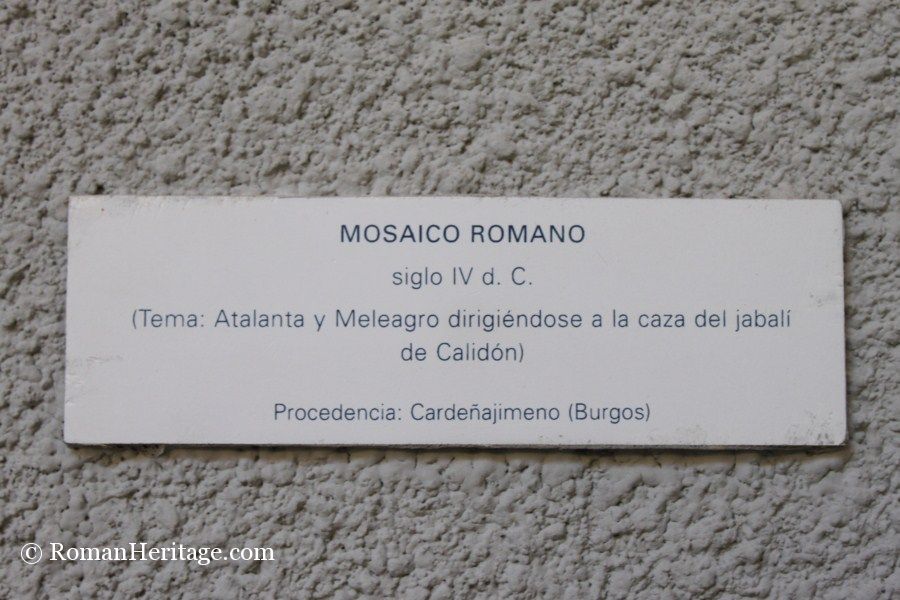 MOSAICO ROMANO
siglo IV d. C.
(Tema: Atalanta y Meleagro dirigiéndose a la caza del jabalí
de Calidón)
Procedencia: Cardeñajimeno (Burgos)
© RomanHeritage.com